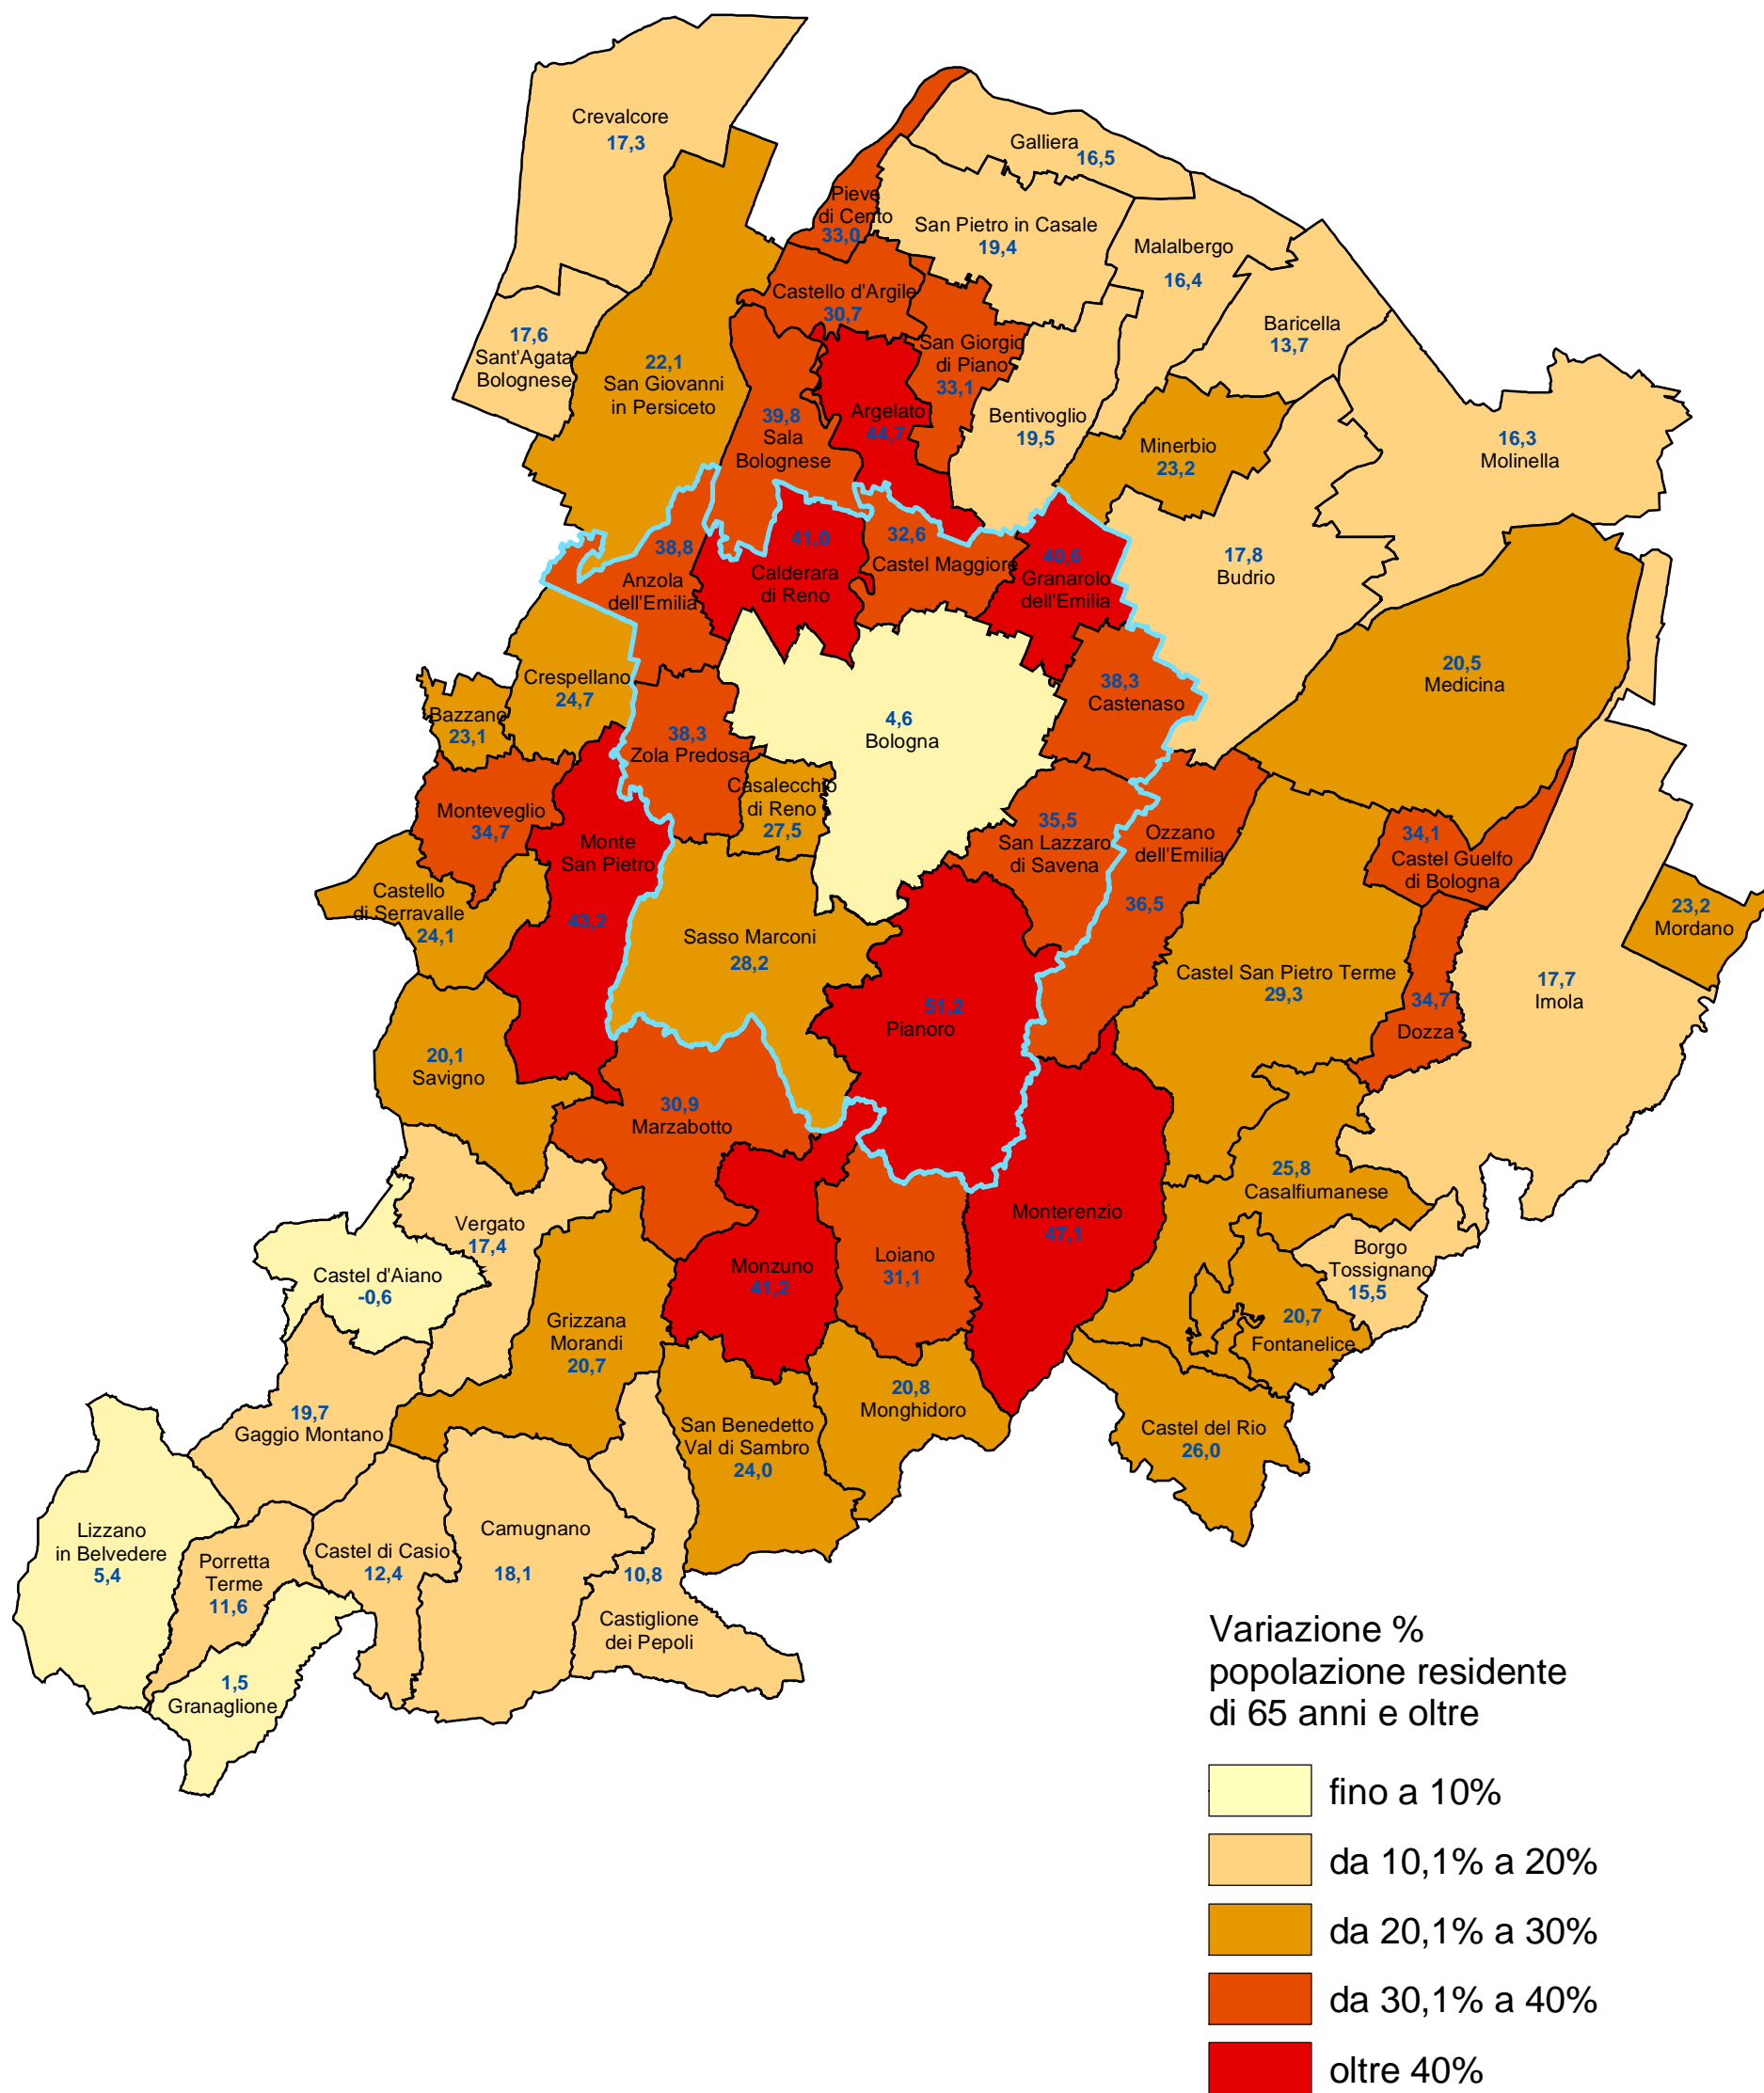 Crevalcore
17,3
Galliera
16,5
Pieve
di Cento
33,0
San Pietro in Casale
19,4
Malalbergo
16,4
Castello d'Argile
30,7
Baricella
13,7
17,6
Sant'Agata
Bolognese
22,1
San Giovanni
in Persiceto
San Giorgio
di Piano
33,1
39,8
Sala
Bolognese
Argelato
44,7
Bentivoglio
19,5
Minerbio
23,2
16,3
Molinella
38,8
Anzola
dell'Emilia
41,0
Calderara
di Reno
32,6
Castel Maggiore
40,6
Granarolo
dell'Emilia
17,8
Budrio
Crespellano
24,7
20,5
Medicina
Bazzano
23,1
38,3
Zola Predosa
4,6
Bologna
38,3
Castenaso
Casalecchio
di Reno
27,5
Monteveglio
34,7
Monte
San Pietro
43,2
35,5
San Lazzaro
di Savena
Ozzano
dell'Emilia
36,5
34,1
Castel Guelfo
di Bologna
Castello
di Serravalle
24,1
Sasso Marconi
28,2
23,2
Mordano
Castel San Pietro Terme
29,3
17,7
Imola
51,2
Pianoro
34,7
Dozza
20,1
Savigno
30,9
Marzabotto
25,8
Casalfiumanese
Vergato
17,4
Monterenzio
47,1
Castel d'Aiano
-0,6
Monzuno
41,2
Loiano
31,1
Borgo
Tossignano
15,5
Grizzana
Morandi
20,7
20,7
Fontanelice
20,8
Monghidoro
19,7
Gaggio Montano
San Benedetto
Val di Sambro
24,0
Castel del Rio
26,0
Lizzano
in Belvedere
5,4
Porretta
Terme
11,6
Castel di Casio
12,4
Camugnano
18,1
10,8
Castiglione
dei Pepoli
1,5
Granaglione
Variazione %
popolazione residente
di 65 anni e oltre
fino a 10%
da 10,1% a 20%
da 20,1% a 30%
da 30,1% a 40%
oltre 40%